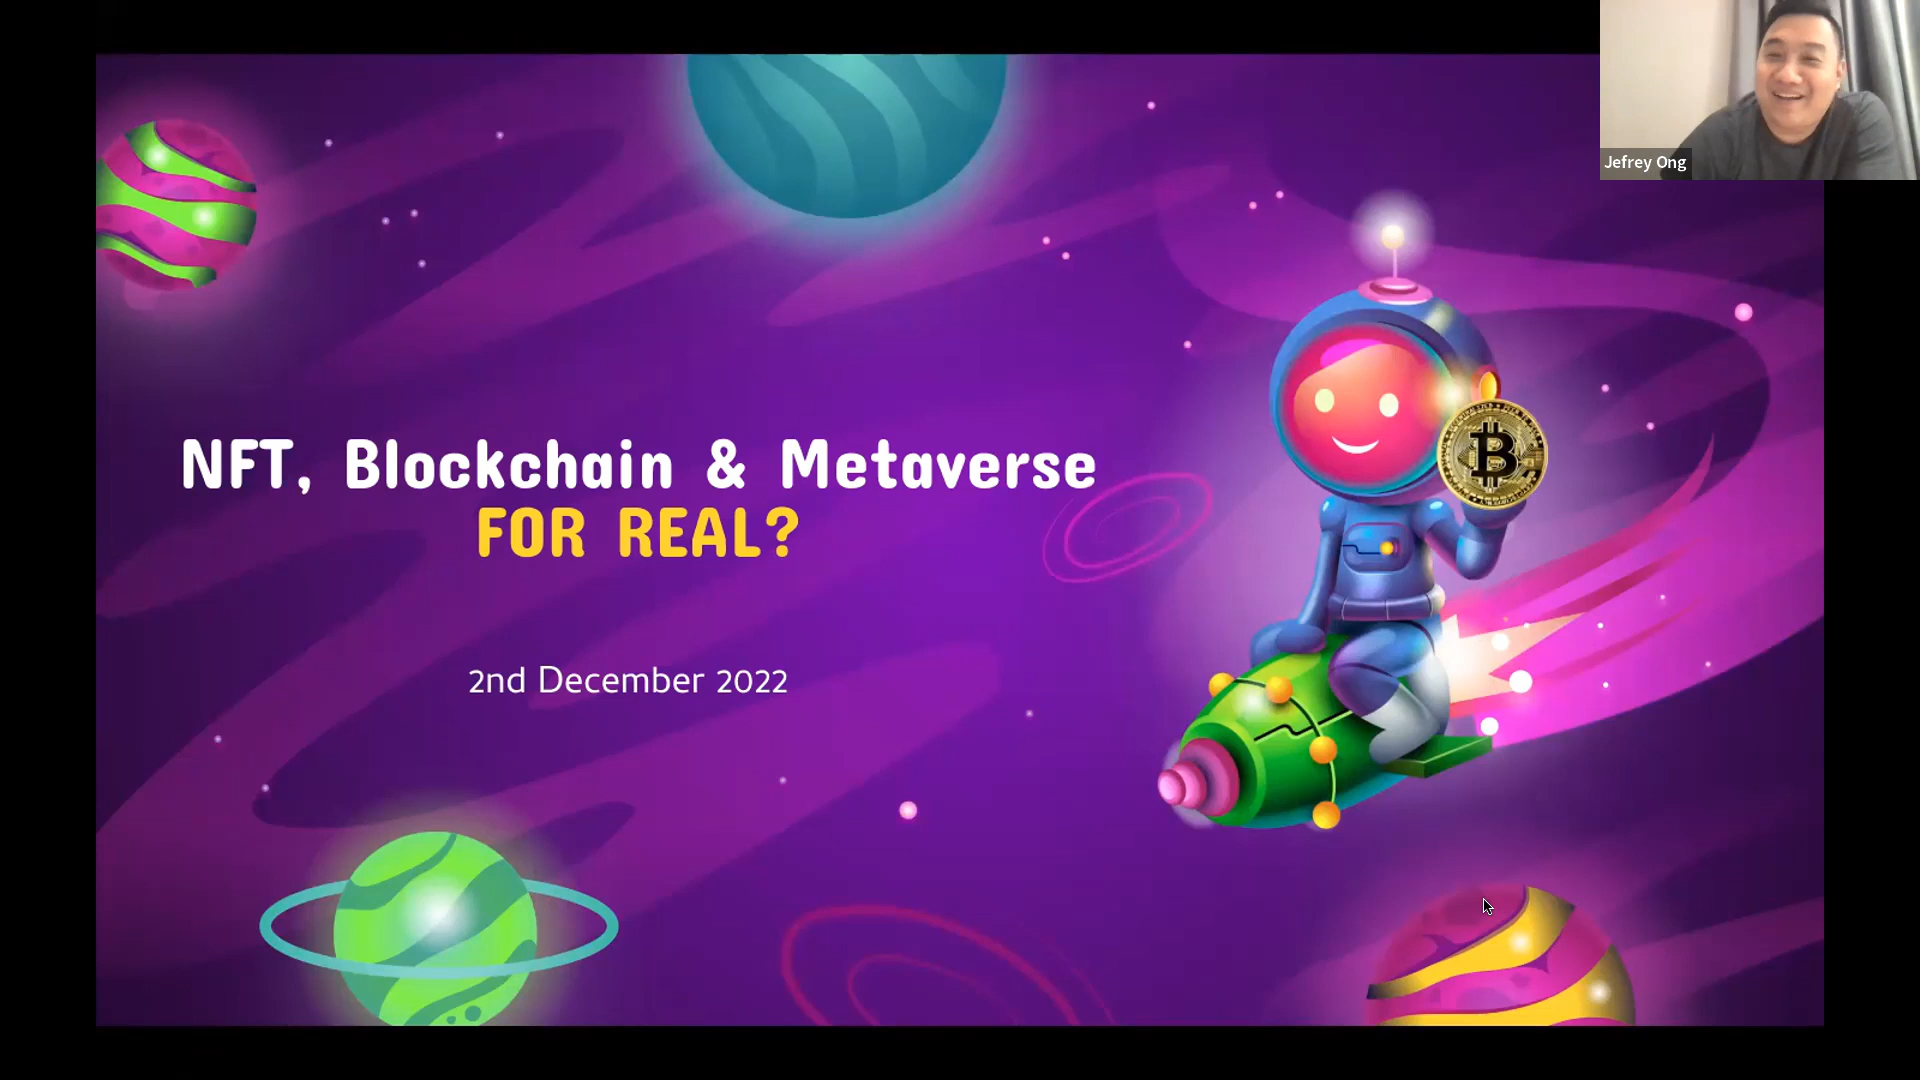 Jefrey Ong
NFT, Blockchain & Metaverse
FOR REAL?
2nd December 2022